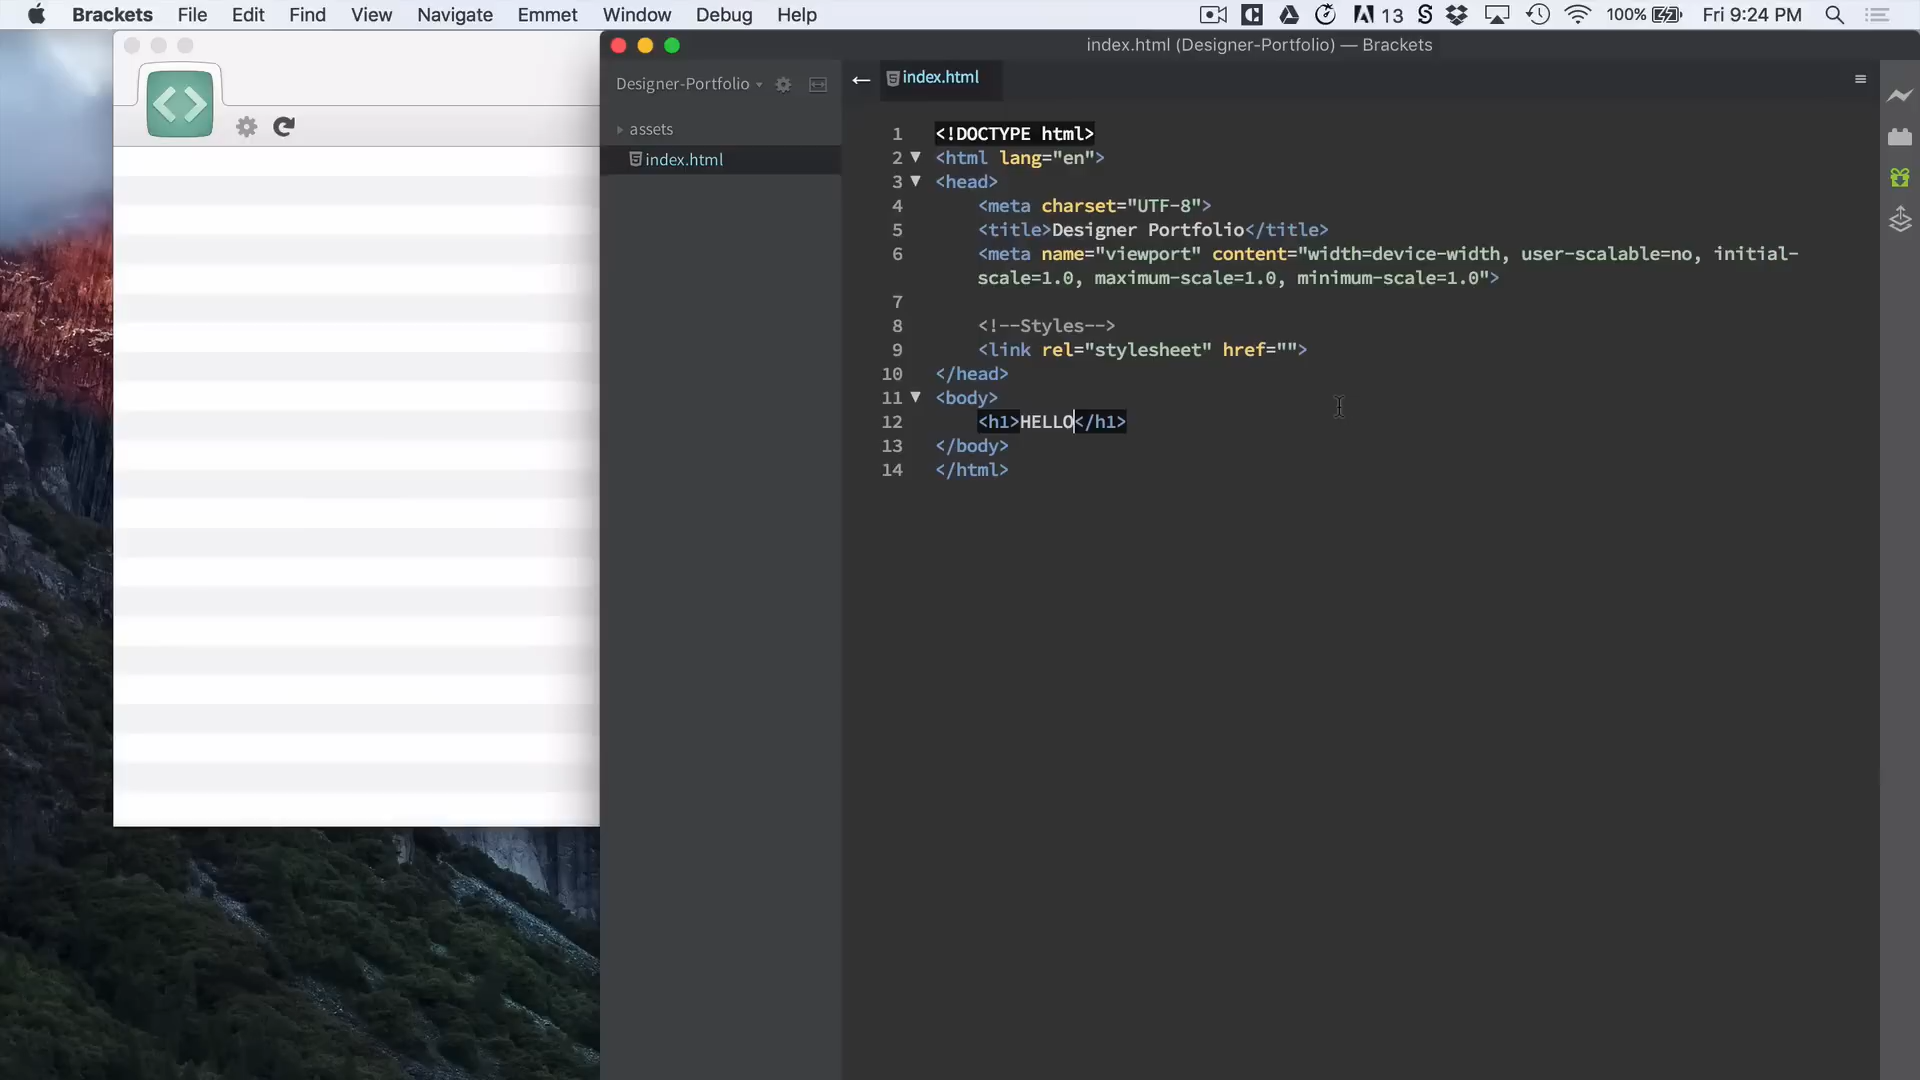 Brackets File Edit Find View Navigate Emmet Window Debug Help 13 100% Fri 9:24 PM
index.html (Designer-Portfolio) — Brackets
Designer-Portfolio
assets
index.html
index.html
1 <!DOCTYPE html>
2 <html lang="en">
3 <head>
4 <meta charset="UTF-8">
5 <title>Designer Portfolio</title>
6 <meta name="viewport" content="width=device-width, user-scalable=no, initial-
scale=1.0, maximum-scale=1.0, minimum-scale=1.0">
7
8 <!--Styles-->
9 <link rel="stylesheet" href="">
10 </head>
11 <body>
12 <h1>HELLO</h1>
13 </body>
14 </html>